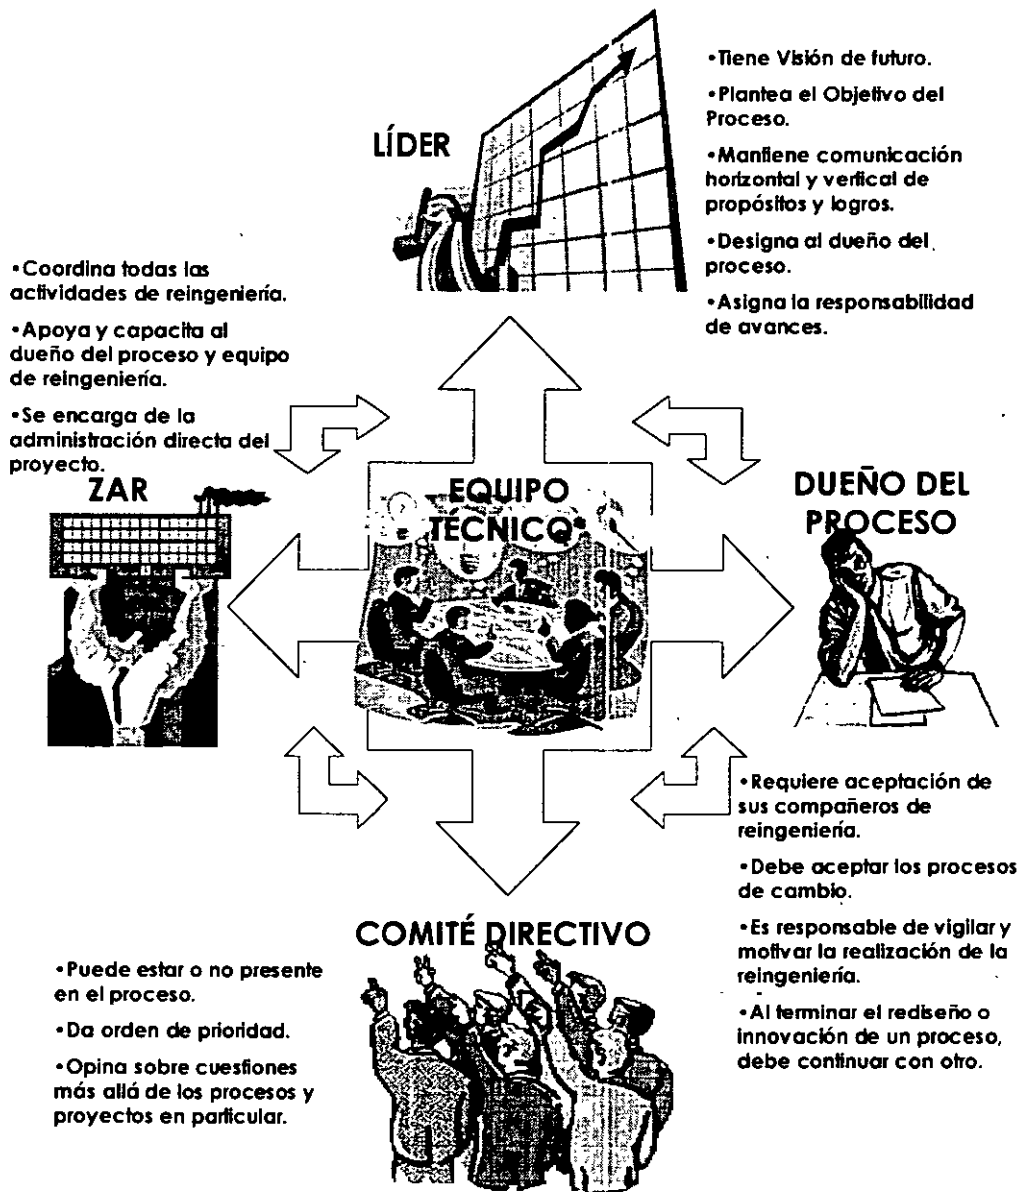 LÍDER
•Tiene Visión de futuro.
•Plantea el Objetivo del
Proceso.
•Mantiene comunicación
horizontal y vertical de
propósitos y logros.
•Designa al dueño del
proceso.
•Asigna la responsabilidad
de avances.
•Coordina todas las
actividades de reingeniería.
•Apoya y capacita al
dueño del proceso y equipo
de reingeniería.
•Se encarga de la
administración directa del
proyecto.
ZAR
EQUIPO
TÉCNICO*
DUEÑO DEL
PROCESO
•Requiere aceptación de
sus compañeros de
reingeniería.
•Debe aceptar los procesos
de cambio.
•Es responsable de vigilar y
motivar la realización de la
reingeniería.
•Al terminar el rediseño o
innovación de un proceso,
debe continuar con otro.
COMITÉ DIRECTIVO
•Puede estar o no presente
en el proceso.
•Da orden de prioridad.
•Opina sobre cuestiones
más allá de los procesos y
proyectos en particular.